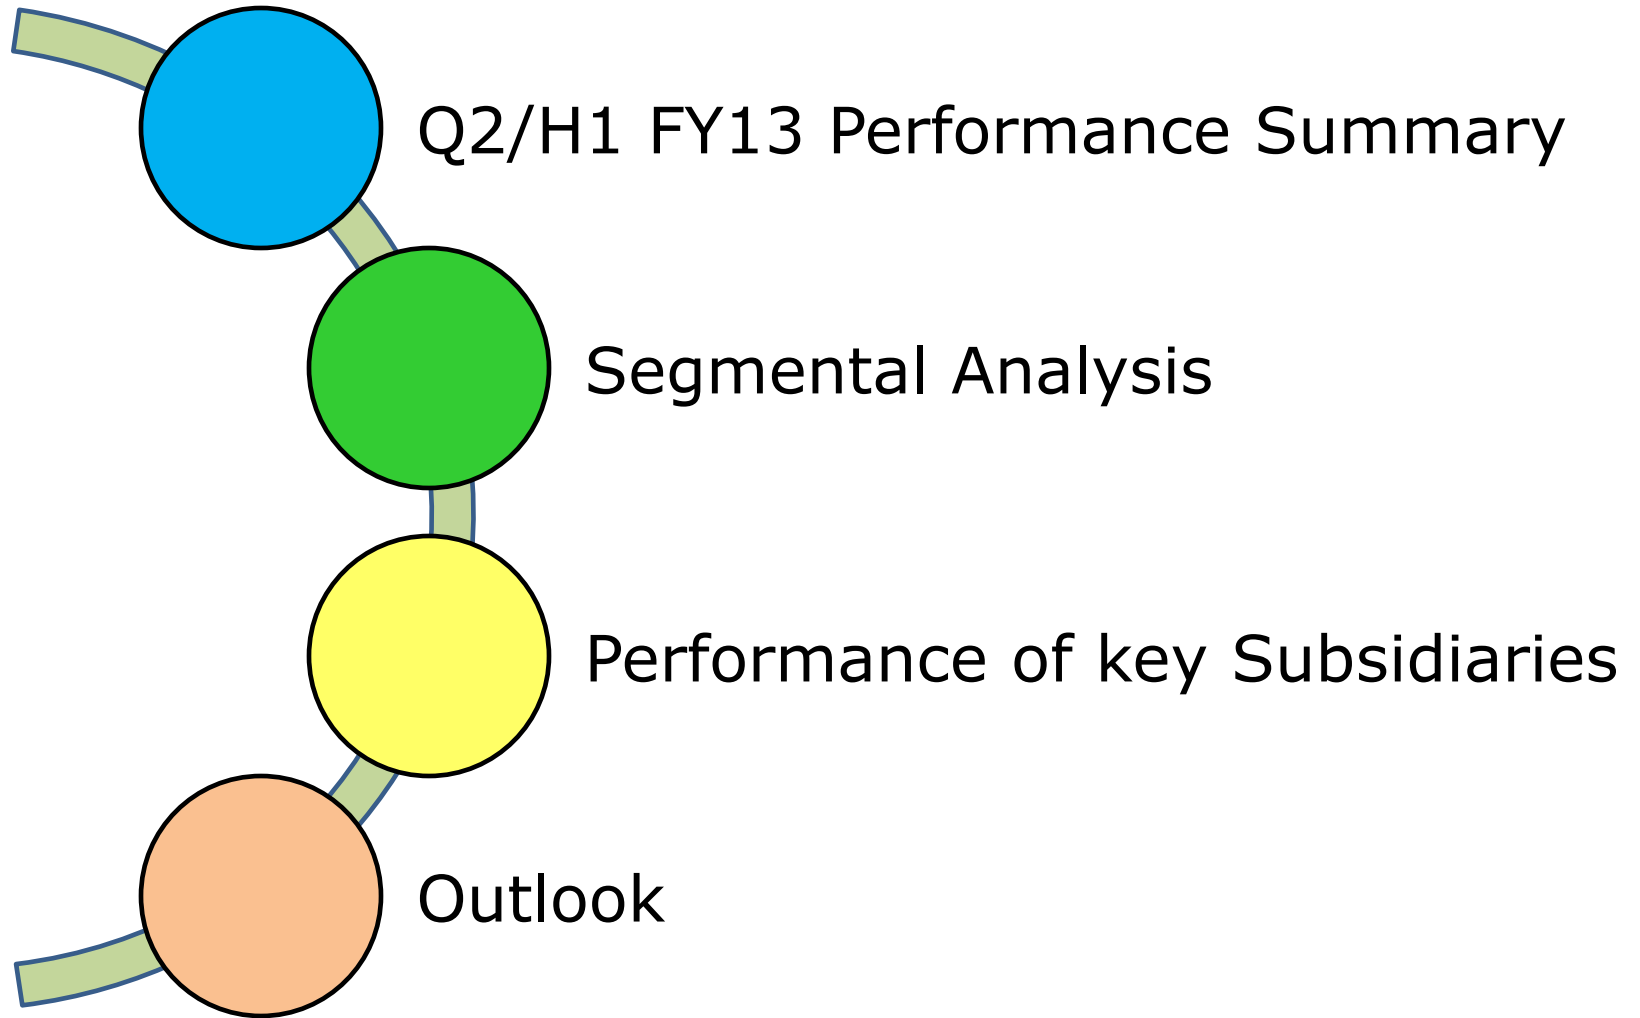 Q2/H1 FY13 Performance Summary
Segmental Analysis
Performance of key Subsidiaries
Outlook